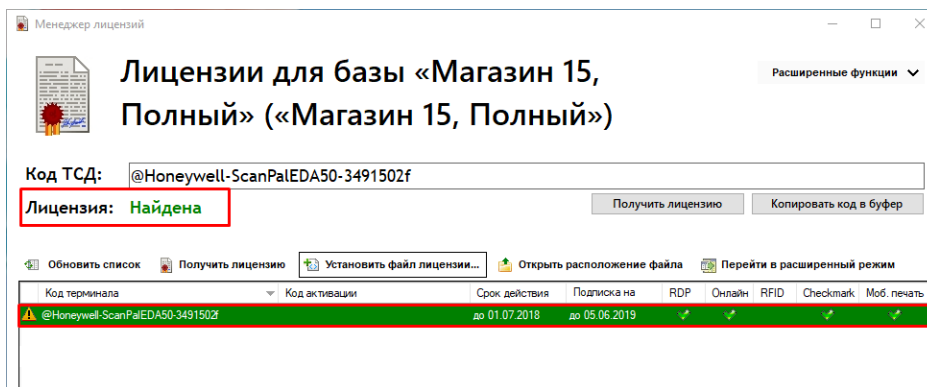 Менеджер лицензий
Лицензии для базы «Магазин 15,
Полный» («Магазин 15, Полный»)
Расширенные функции
Код ТСД: @Honeywell-ScanPalEDA50-3491502f
Лицензия: Найдена
Получить лицензию Копировать код в буфер
Обновить список Получить лицензию Установить файл лицензии... Открыть расположение файла Перейти в расширенный режим
Код терминала Код активации Срок действия Подписка на RDP Онлайн RFID Checkmark Моб. печать
@Honeywell-ScanPalEDA50-3491502f до 01.07.2018 до 05.06.2019